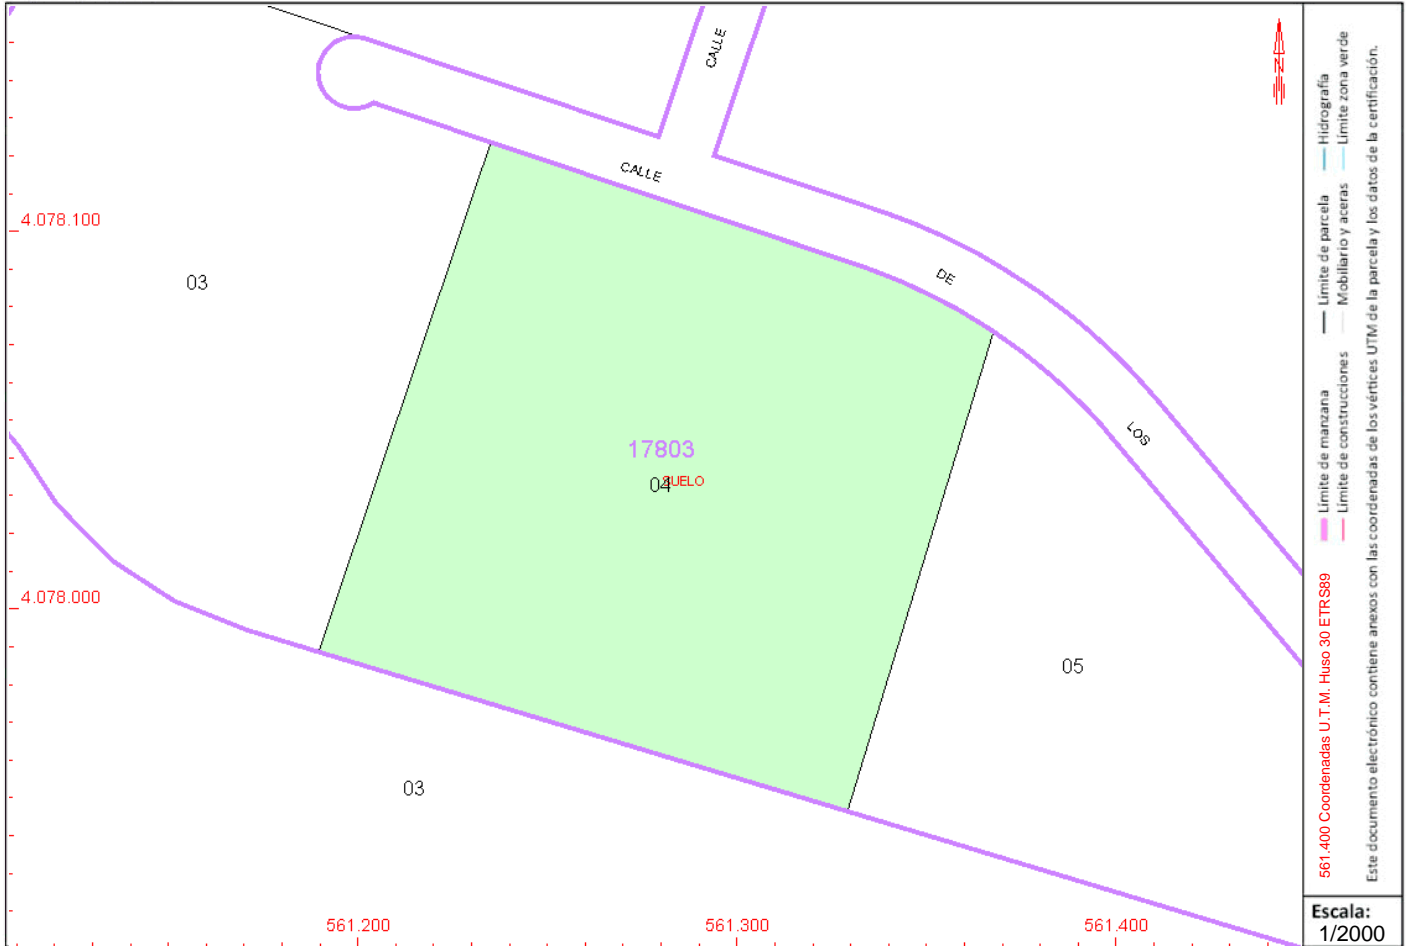 CALLE
CALLE
4.078.100
03
DE
LOS
17803
04
SUELO
4.078.000
05
03
561.200
561.300
561.400
Hidrografía
Límite zona verde
Límite de parcela
Mobiliario y aceras
Límite de manzana
Límite de construcciones
561.400 Coordenadas U.T.M. Huso 30 ETRS89
Este documento electrónico contiene anexos con las coordenadas de los vértices UTM de la parcela y los datos de la certificación.
N
Escala:
1/2000